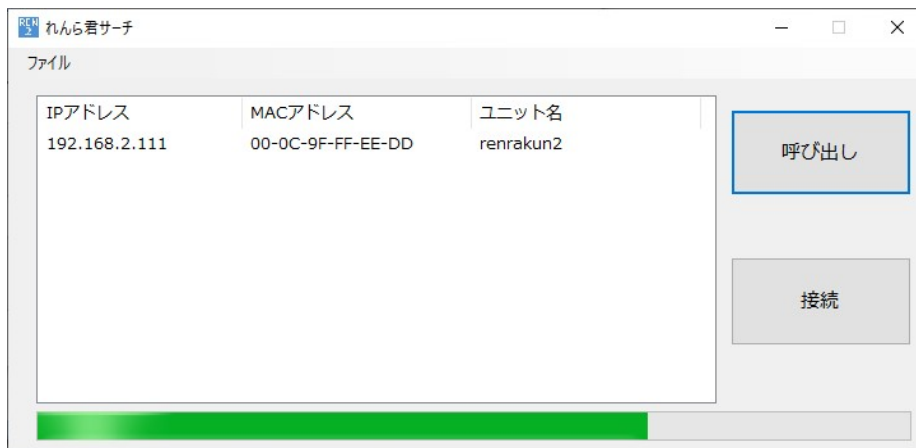 REN 2 れんら君サーチ
ファイル
IPアドレス MACアドレス ユニット名
192.168.2.111 00-0C-9F-FF-EE-DD renrakun2
呼び出し
接続